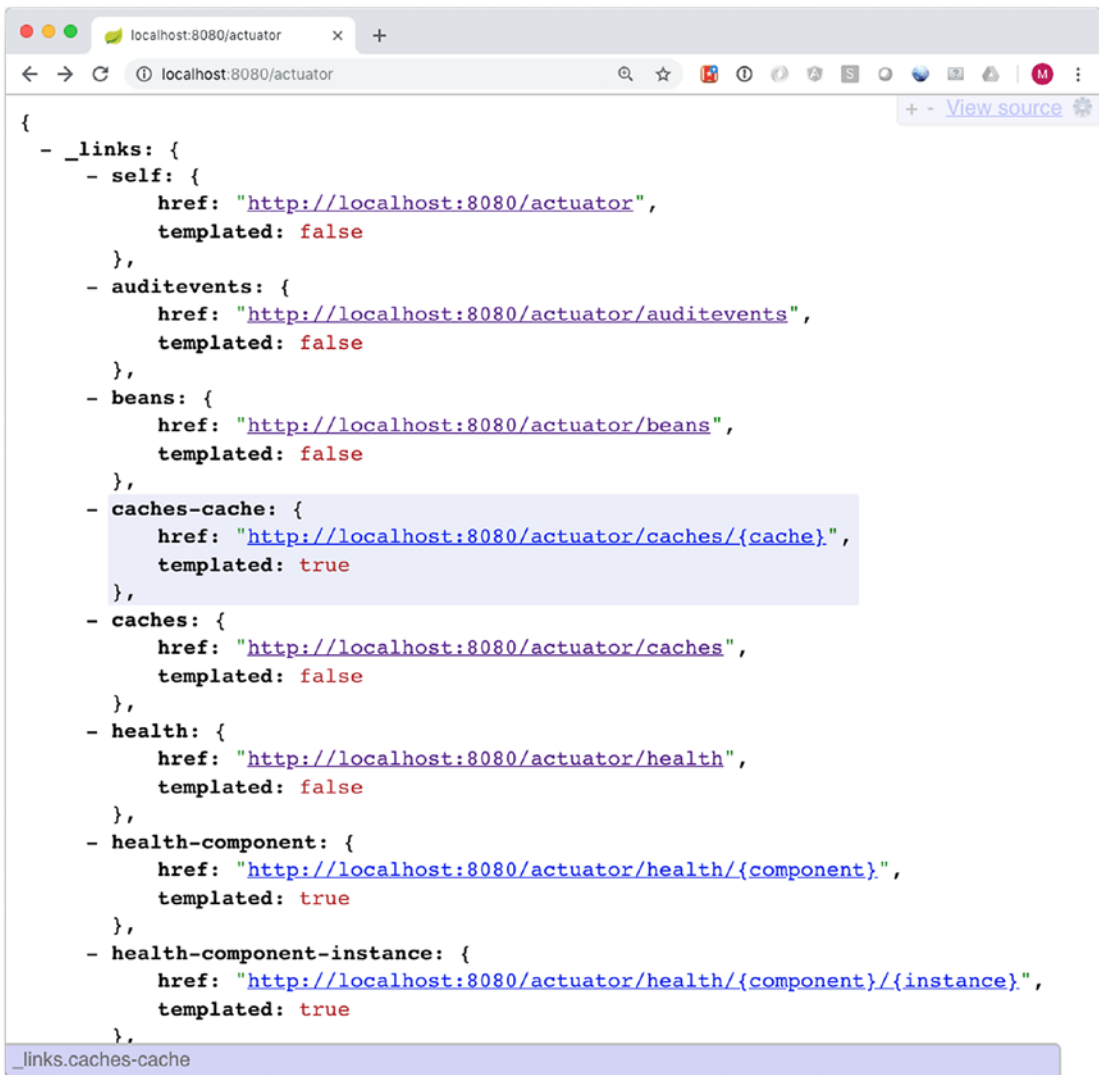 localhost:8080/actuator
localhost:8080/actuator
M
+ - View source
{
- _links: {
- self: {
href: "http://localhost:8080/actuator",
templated: false
},
- auditevents: {
href: "http://localhost:8080/actuator/auditevents",
templated: false
},
- beans: {
href: "http://localhost:8080/actuator/beans",
templated: false
},
- caches-cache: {
href: "http://localhost:8080/actuator/caches/{cache}",
templated: true
},
- caches: {
href: "http://localhost:8080/actuator/caches",
templated: false
},
- health: {
href: "http://localhost:8080/actuator/health",
templated: false
},
- health-component: {
href: "http://localhost:8080/actuator/health/{component}",
templated: true
},
- health-component-instance: {
href: "http://localhost:8080/actuator/health/{component}/{instance}",
templated: true
},
_links.caches-cache